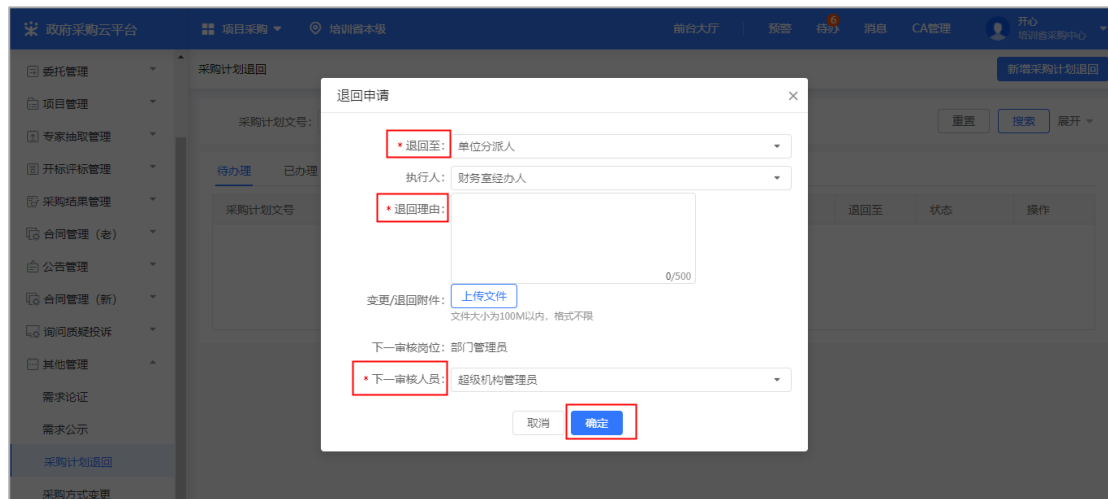 政府采购云平台
项目采购
培训省本级
前台大厅
预警
待办
6
消息
CA管理
开心
培训省采购中心
委托管理
项目管理
专家抽取管理
开标评标管理
采购结果管理
合同管理（老）
公告管理
合同管理（新）
询问质疑投诉
其他管理
需求论证
需求公示
采购计划退回
采购方式变更
采购计划退回
新增采购计划退回
采购计划文号：
重置
搜索
展开
待办理
已办理
采购计划文号
退回至
状态
操作
退回申请
* 退回至： 单位分派人
执行人： 财务室经办人
* 退回理由：
0/500
变更/退回附件： 上传文件
文件大小为100M以内，格式不限
下一审核岗位： 部门管理员
* 下一审核人员： 超级机构管理员
取消
确定